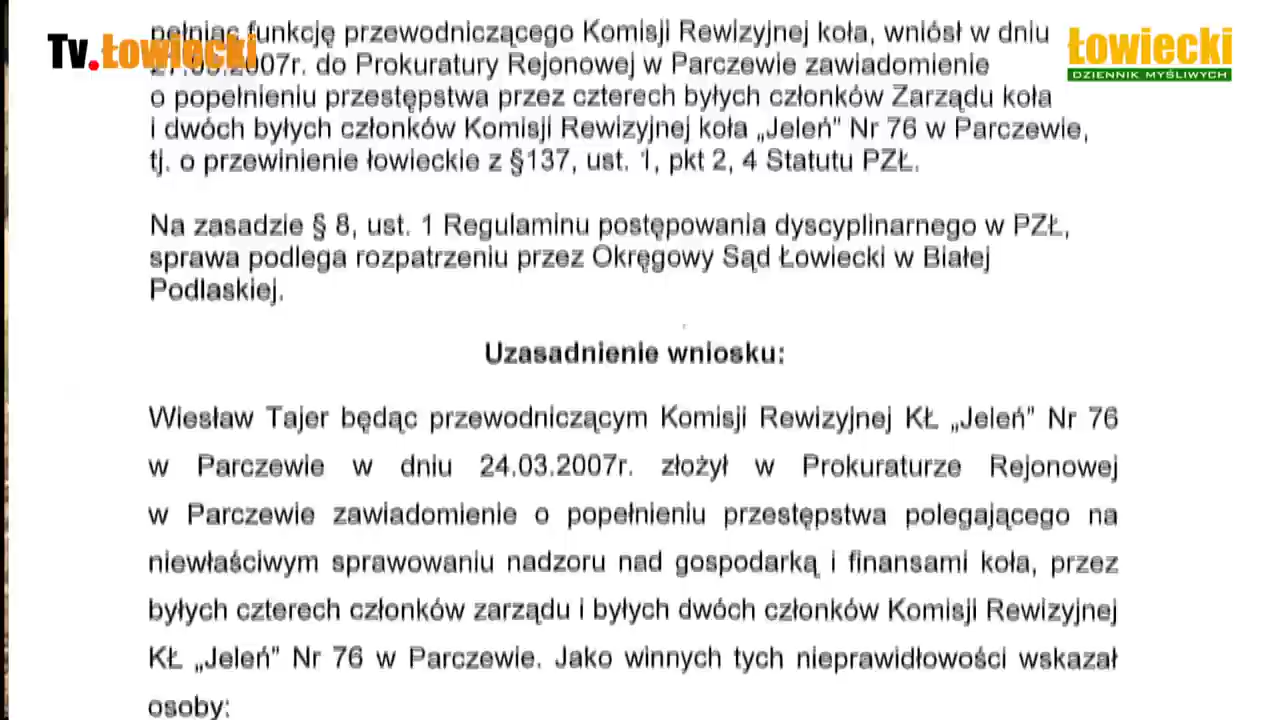 Tv.Łowiecki
Łowiecki
DZIENNIK MYŚLIWYCH
pełniąc funkcję przewodniczącego Komisji Rewizyjnej koła, wniósł w dniu
2007r. do Prokuratury Rejonowej w Parczewie zawiadomienie
o popełnieniu przestępstwa przez czterech byłych członków Zarządu koła
i dwóch byłych członków Komisji Rewizyjnej koła „Jeleń" Nr 76 w Parczewie,
tj. o przewinienie łowieckie z §137, ust. 1, pkt 2, 4 Statutu PZŁ.
Na zasadzie § 8, ust. 1 Regulaminu postępowania dyscyplinarnego w PZŁ,
sprawa podlega rozpatrzeniu przez Okręgowy Sąd Łowiecki w Białej
Podlaskiej.
Uzasadnienie wniosku:
Wiesław Tajer będąc przewodniczącym Komisji Rewizyjnej KŁ „Jeleń" Nr 76
w Parczewie w dniu 24.03.2007r. złożył w Prokuraturze Rejonowej
w Parczewie zawiadomienie o popełnieniu przestępstwa polegającego na
niewłaściwym sprawowaniu nadzoru nad gospodarką i finansami koła, przez
byłych czterech członków zarządu i byłych dwóch członków Komisji Rewizyjnej
KŁ „Jeleń" Nr 76 w Parczewie. Jako winnych tych nieprawidłowości wskazał
osoby: